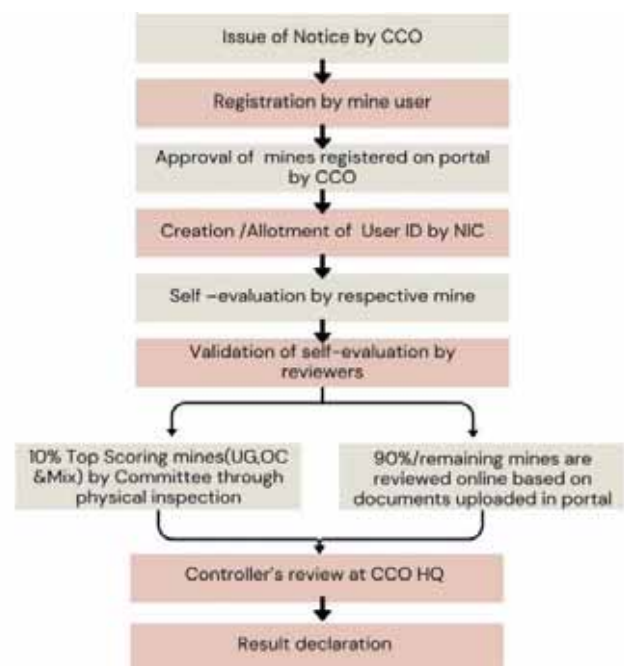 Issue of Notice by CCO
Registration by mine user
Approval of mines registered on portal
by CCO
Creation /Allotment of User ID by NIC
Self –evaluation by respective mine
Validation of self-evaluation by
reviewers
10% Top Scoring mines(UG,OC
&Mix) by Committee through
physical inspection
90%/remaining mines are
reviewed online based on
documents uploaded in portal
Controller's review at CCO HQ
Result declaration